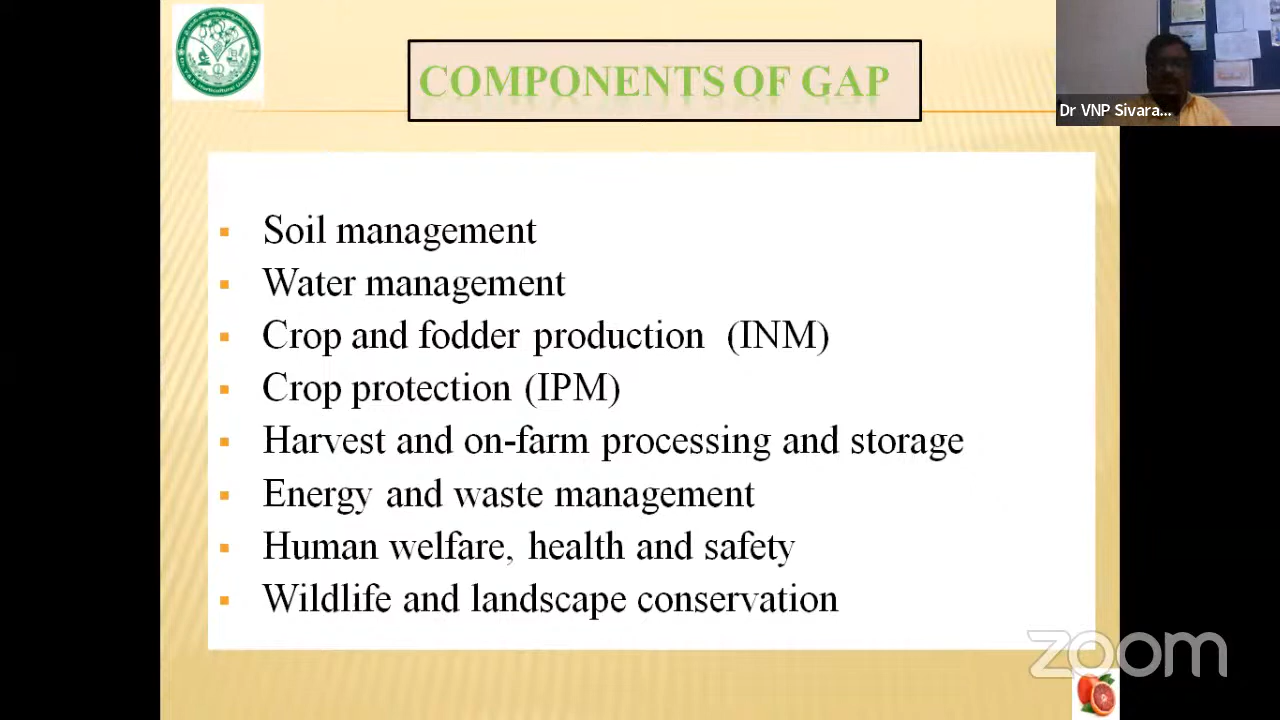 COMPONENTS OF GAP
Dr VNP Sivara...
Soil management
Water management
Crop and fodder production (INM)
Crop protection (IPM)
Harvest and on-farm processing and storage
Energy and waste management
Human welfare, health and safety
Wildlife and landscape conservation
zoom